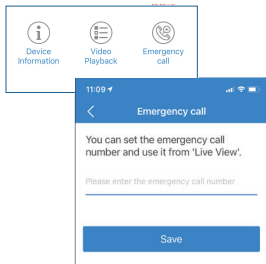 Device
Information
Video
Playback
Emergency
call
11:09
Emergency call
You can set the emergency call
number and use it from 'Live View'.
Please enter the emergency call number
Save